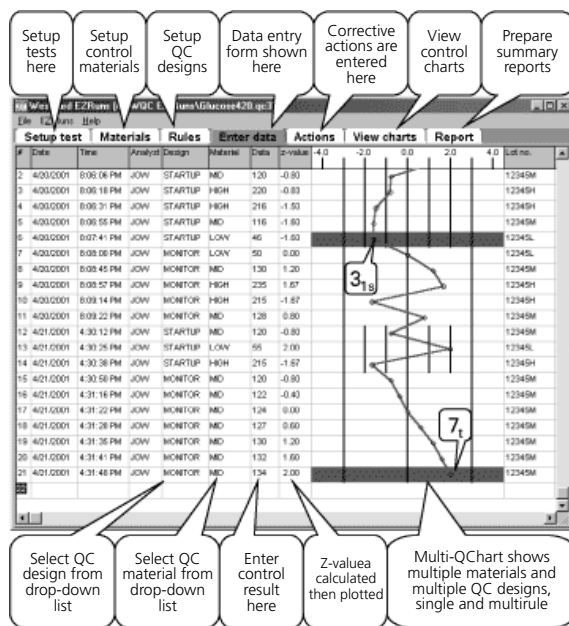 Setup
tests
here
Setup
control
materials
Setup
QC
designs
Data entry
form shown
here
Corrective
actions are
entered
here
View
control
charts
Prepare
summary
reports
File EZRuns Help
Setup test Materials Rules Enter data Actions View charts Report
# Date Time Analyst Design Material Data z-value -4.0 -2.0 0.0 2.0 4.0 Lot no.
2 4/20/2001 8:06:06 PM JOW STARTUP MID 120 -0.80 12345M
3 4/20/2001 8:06:18 PM JOW STARTUP HIGH 220 -0.83 12345H
4 4/20/2001 8:06:31 PM JOW STARTUP HIGH 216 -1.50 12345H
5 4/20/2001 8:06:55 PM JOW STARTUP MID 116 -1.60 12345M
6 4/20/2001 8:07:41 PM JOW STARTUP LOW 46 -1.60 12345L
7 4/20/2001 8:08:08 PM JOW MONITOR LOW 50 0.00 12345L
8 4/20/2001 8:08:45 PM JOW MONITOR MID 130 1.20 12345M
9 4/20/2001 8:08:57 PM JOW MONITOR HIGH 235 1.67 12345H
10 4/20/2001 8:09:14 PM JOW MONITOR HIGH 215 -1.67 12345H
11 4/20/2001 8:09:22 PM JOW MONITOR MID 128 0.80 12345M
12 4/21/2001 4:30:12 PM JOW STARTUP MID 120 -0.80 12345M
13 4/21/2001 4:30:25 PM JOW STARTUP LOW 55 2.00 12345L
14 4/21/2001 4:30:38 PM JOW STARTUP HIGH 215 -1.67 12345H
15 4/21/2001 4:30:50 PM JOW MONITOR MID 120 -0.80 12345M
16 4/21/2001 4:31:16 PM JOW MONITOR MID 122 -0.40 12345M
17 4/21/2001 4:31:22 PM JOW MONITOR MID 124 0.00 12345M
18 4/21/2001 4:31:28 PM JOW MONITOR MID 127 0.60 12345M
19 4/21/2001 4:31:35 PM JOW MONITOR MID 130 1.20 12345M
20 4/21/2001 4:31:41 PM JOW MONITOR MID 132 1.60 12345M
21 4/21/2001 4:31:48 PM JOW MONITOR MID 134 2.00 12345M
22
3 1s
7 t
Select QC
design from
drop-down
list
Select QC
material from
drop-down
list
Enter
control
result
here
Z-valuea
calculated
then plotted
Multi-QChart shows
multiple materials and
multiple QC designs,
single and multirule